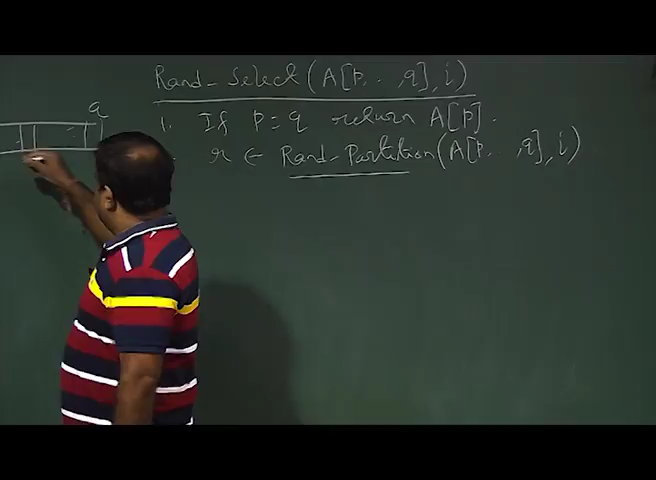 Rand-Select (A[p, . . ,q], i)
1. If p = q return A[p].
r ← Rand-Partition (A[p, . . ,q], i)
q